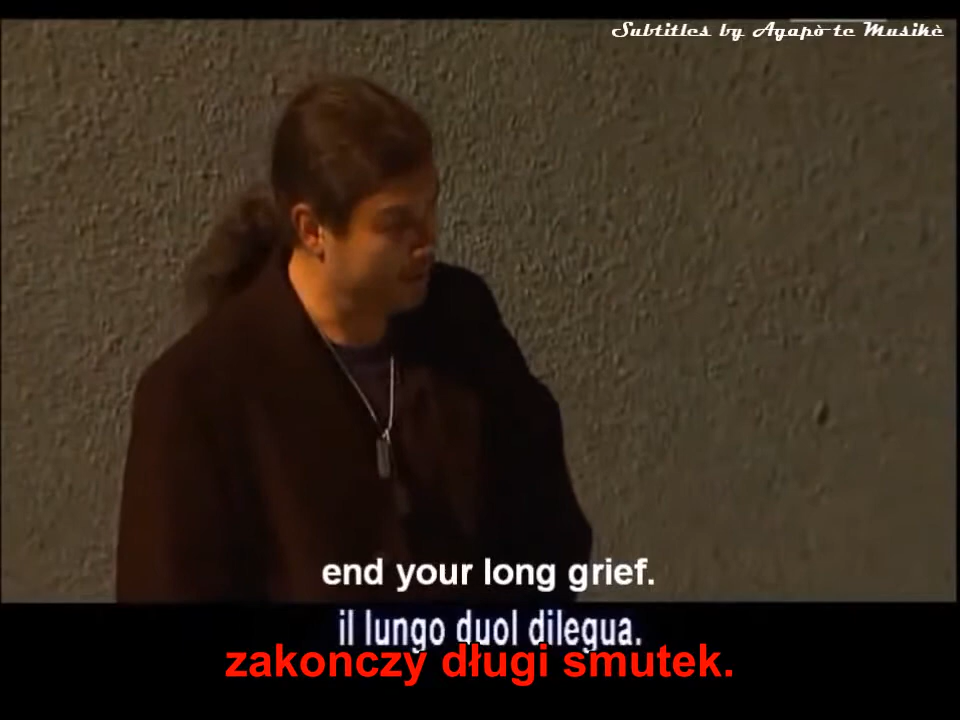 Subtitles by Agapò te Musikè
end your long grief.
il lungo duol dilegua.
zakonczy długi smutek.